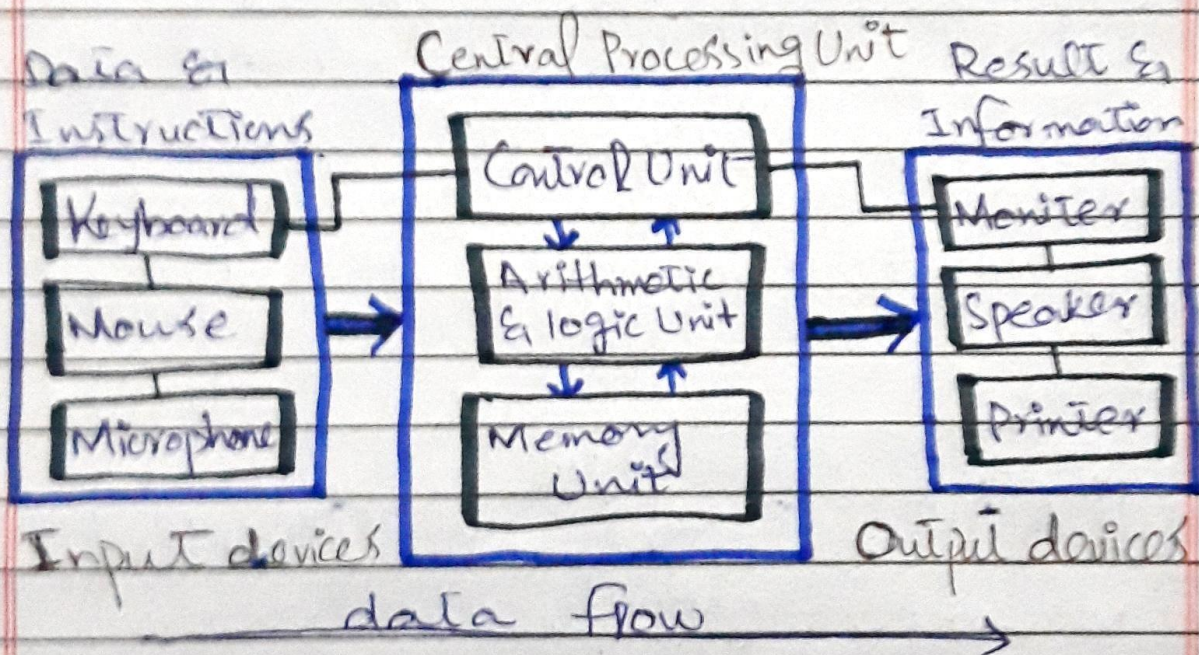 Data &
Instructions
Keyboard
Mouse
Microphone
Input devices
Central Processing Unit
Control Unit
Arithmetic
& logic Unit
Memory
Unit
Result &
Information
Moniter
Speaker
Printer
Output devices
data flow